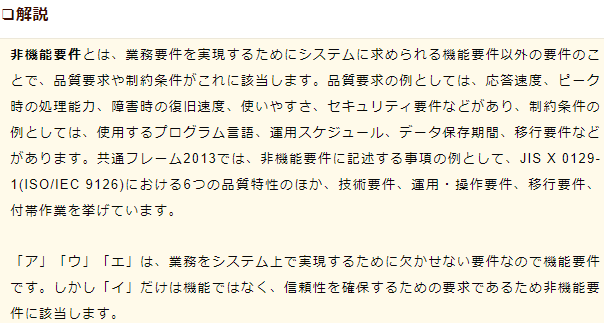 ❏解説
非機能要件とは、業務要件を実現するためにシステムに求められる機能要件以外の要件のこ
とで、品質要求や制約条件がこれに該当します。品質要求の例としては、応答速度、ピーク
時の処理能力、障害時の復旧速度、使いやすさ、セキュリティ要件などがあり、制約条件の
例としては、使用するプログラム言語、運用スケジュール、データ保存期間、移行要件など
があります。共通フレーム2013では、非機能要件に記述する事項の例として、JIS X 0129-
1(ISO/IEC 9126)における6つの品質特性のほか、技術要件、運用・操作要件、移行要件、
付帯作業を挙げています。
「ア」「ウ」「エ」は、業務をシステム上で実現するために欠かせない要件なので機能要件
です。しかし「イ」だけは機能ではなく、信頼性を確保するための要求であるため非機能要
件に該当します。